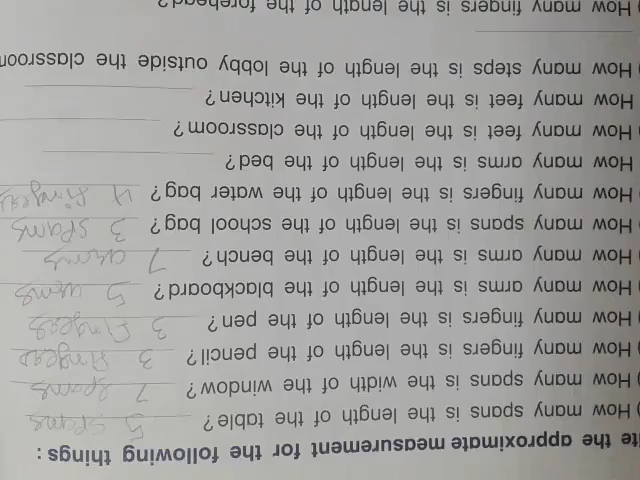 ite the approximate measurement for the following things :
) How many spans is the length of the table? 5 spans
) How many spans is the width of the window? 7 spans
) How many fingers is the length of the pencil? 3 fingers
) How many fingers is the length of the pen? 3 Fingers
) How many arms is the length of the blackboard? 5 arms
) How many arms is the length of the bench? 7 arms
) How many spans is the length of the school bag? 3 spans
How many fingers is the length of the water bag? 4 fingers
How many arms is the length of the bed?
How many feet is the length of the classroom?
How many feet is the length of the kitchen?
) How many steps is the length of the lobby outside the classroom
) How many fingers is the length of the forehead?